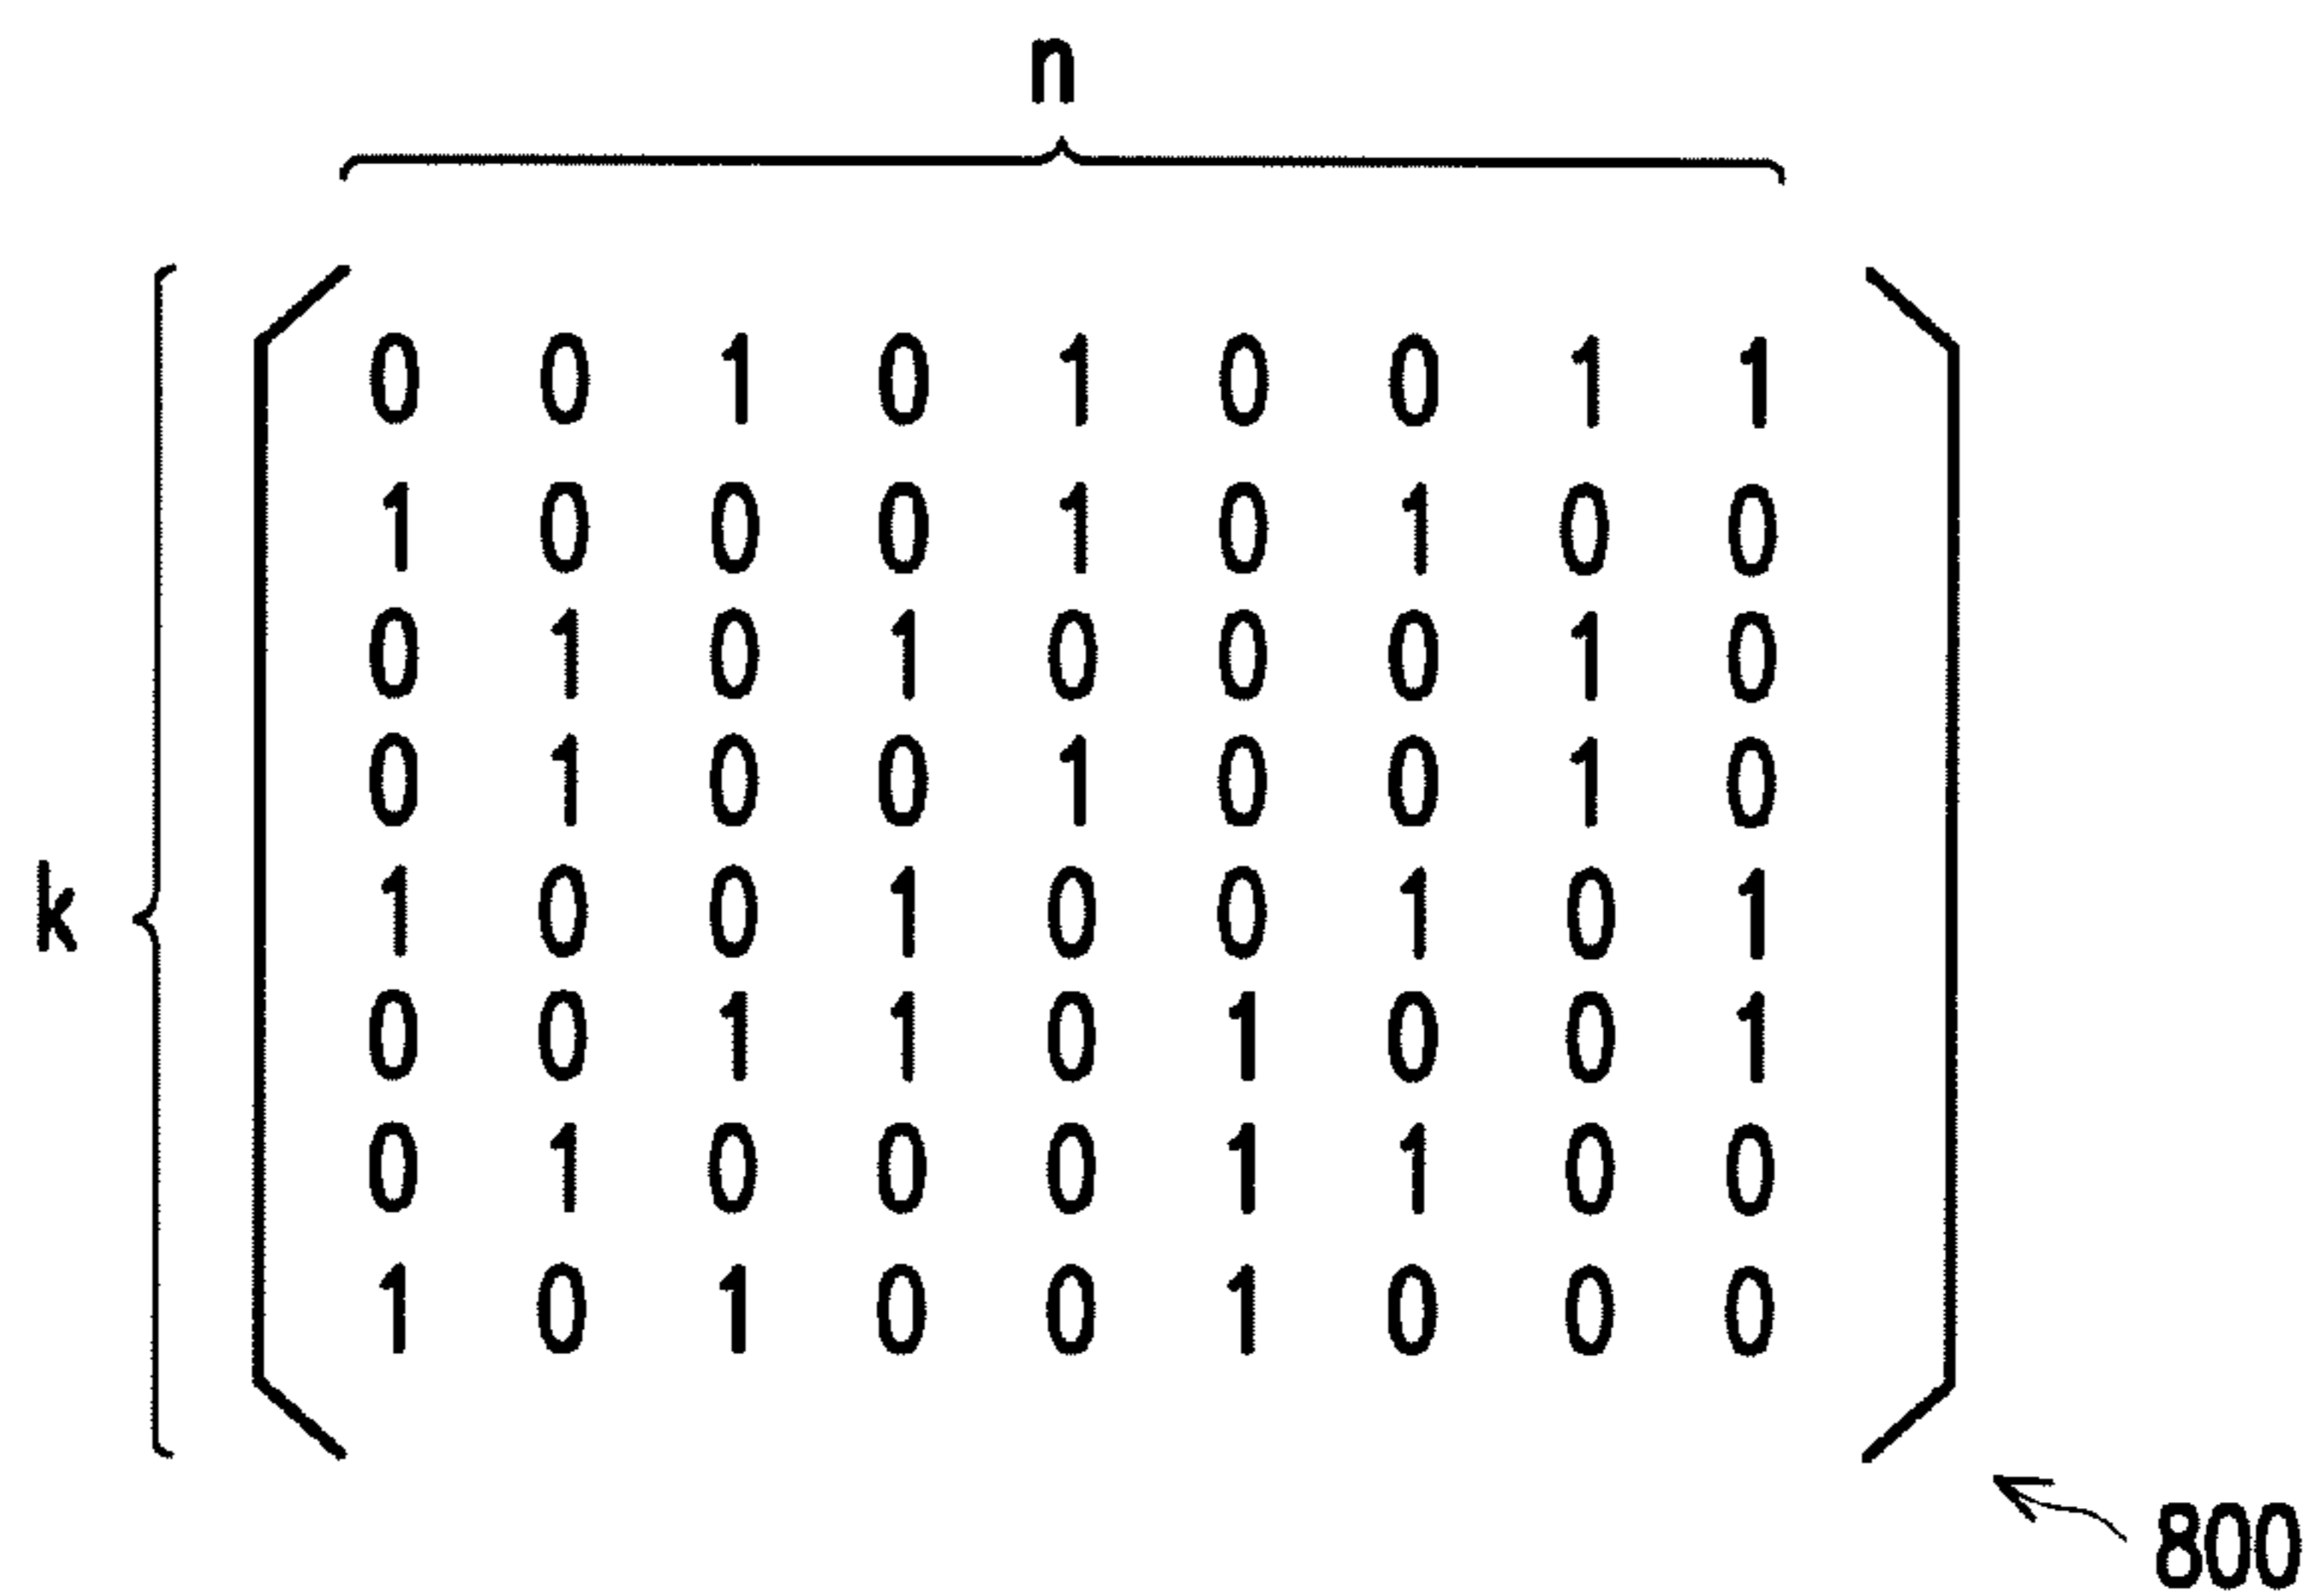 n
0 0 1 0 1 0 0 1 1
1 0 0 0 1 0 1 0 0
0 1 0 1 0 0 0 1 0
0 1 0 0 1 0 0 1 0
k
1 0 0 1 0 0 1 0 1
0 0 1 1 0 1 0 0 1
0 1 0 0 0 1 1 0 0
1 0 1 0 0 1 0 0 0
800